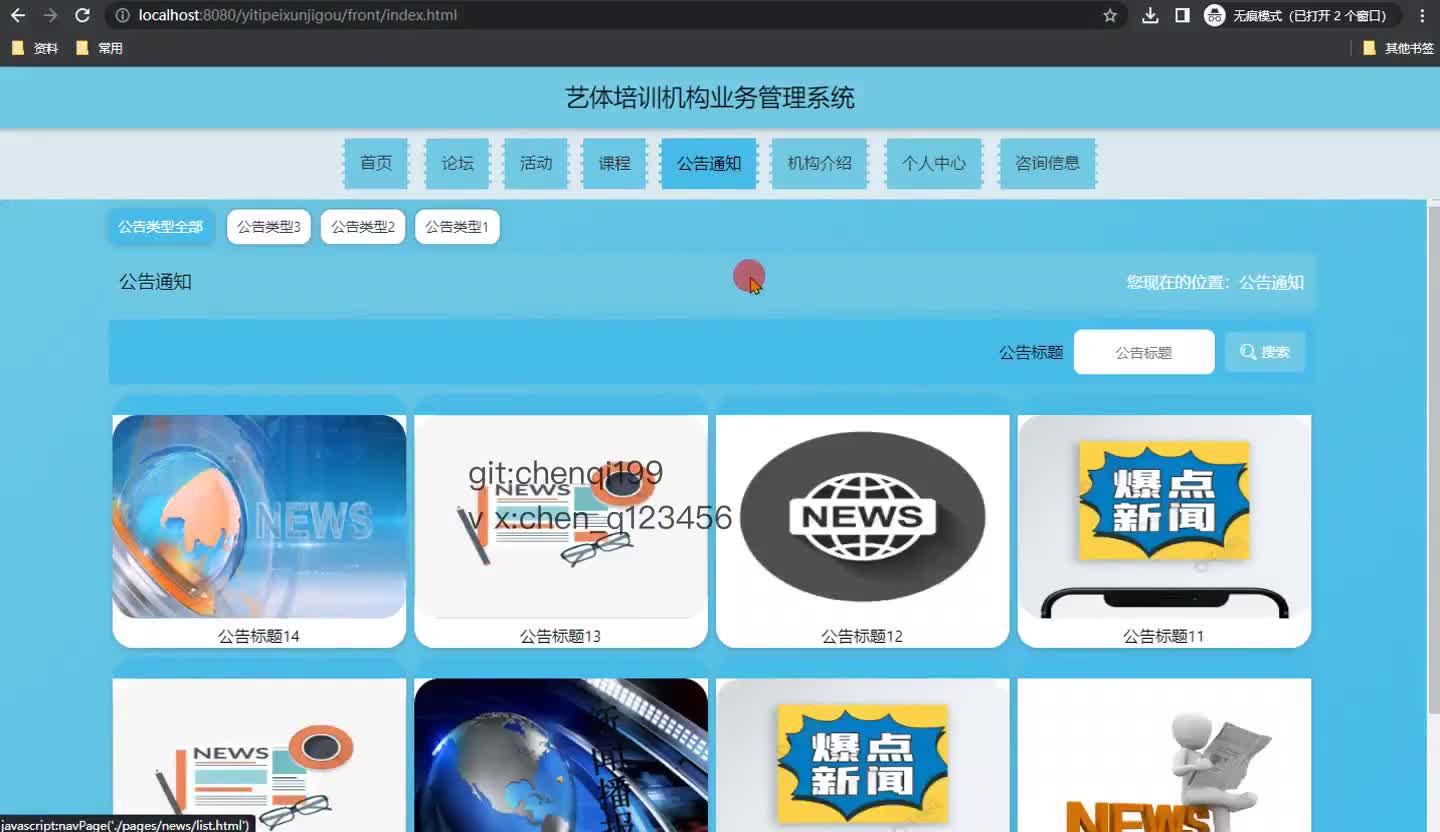 localhost:8080/yitipeixunjigou/front/index.html
无痕模式（已打开 2 个窗口）
资料 常用 其他书签
艺体培训机构业务管理系统
首页 论坛 活动 课程 公告通知 机构介绍 个人中心 咨询信息
公告类型全部 公告类型3 公告类型2 公告类型1
公告通知 您现在的位置：公告通知
公告标题 公告标题 搜索
NEWS
git:chenqi199
NEWS
v x:chen_q123456
NEWS
爆点
新闻
公告标题14 公告标题13 公告标题12 公告标题11
NEWS
新闻播报
爆点
新闻
NEWS
javascript:navPage('./pages/news/list.html')